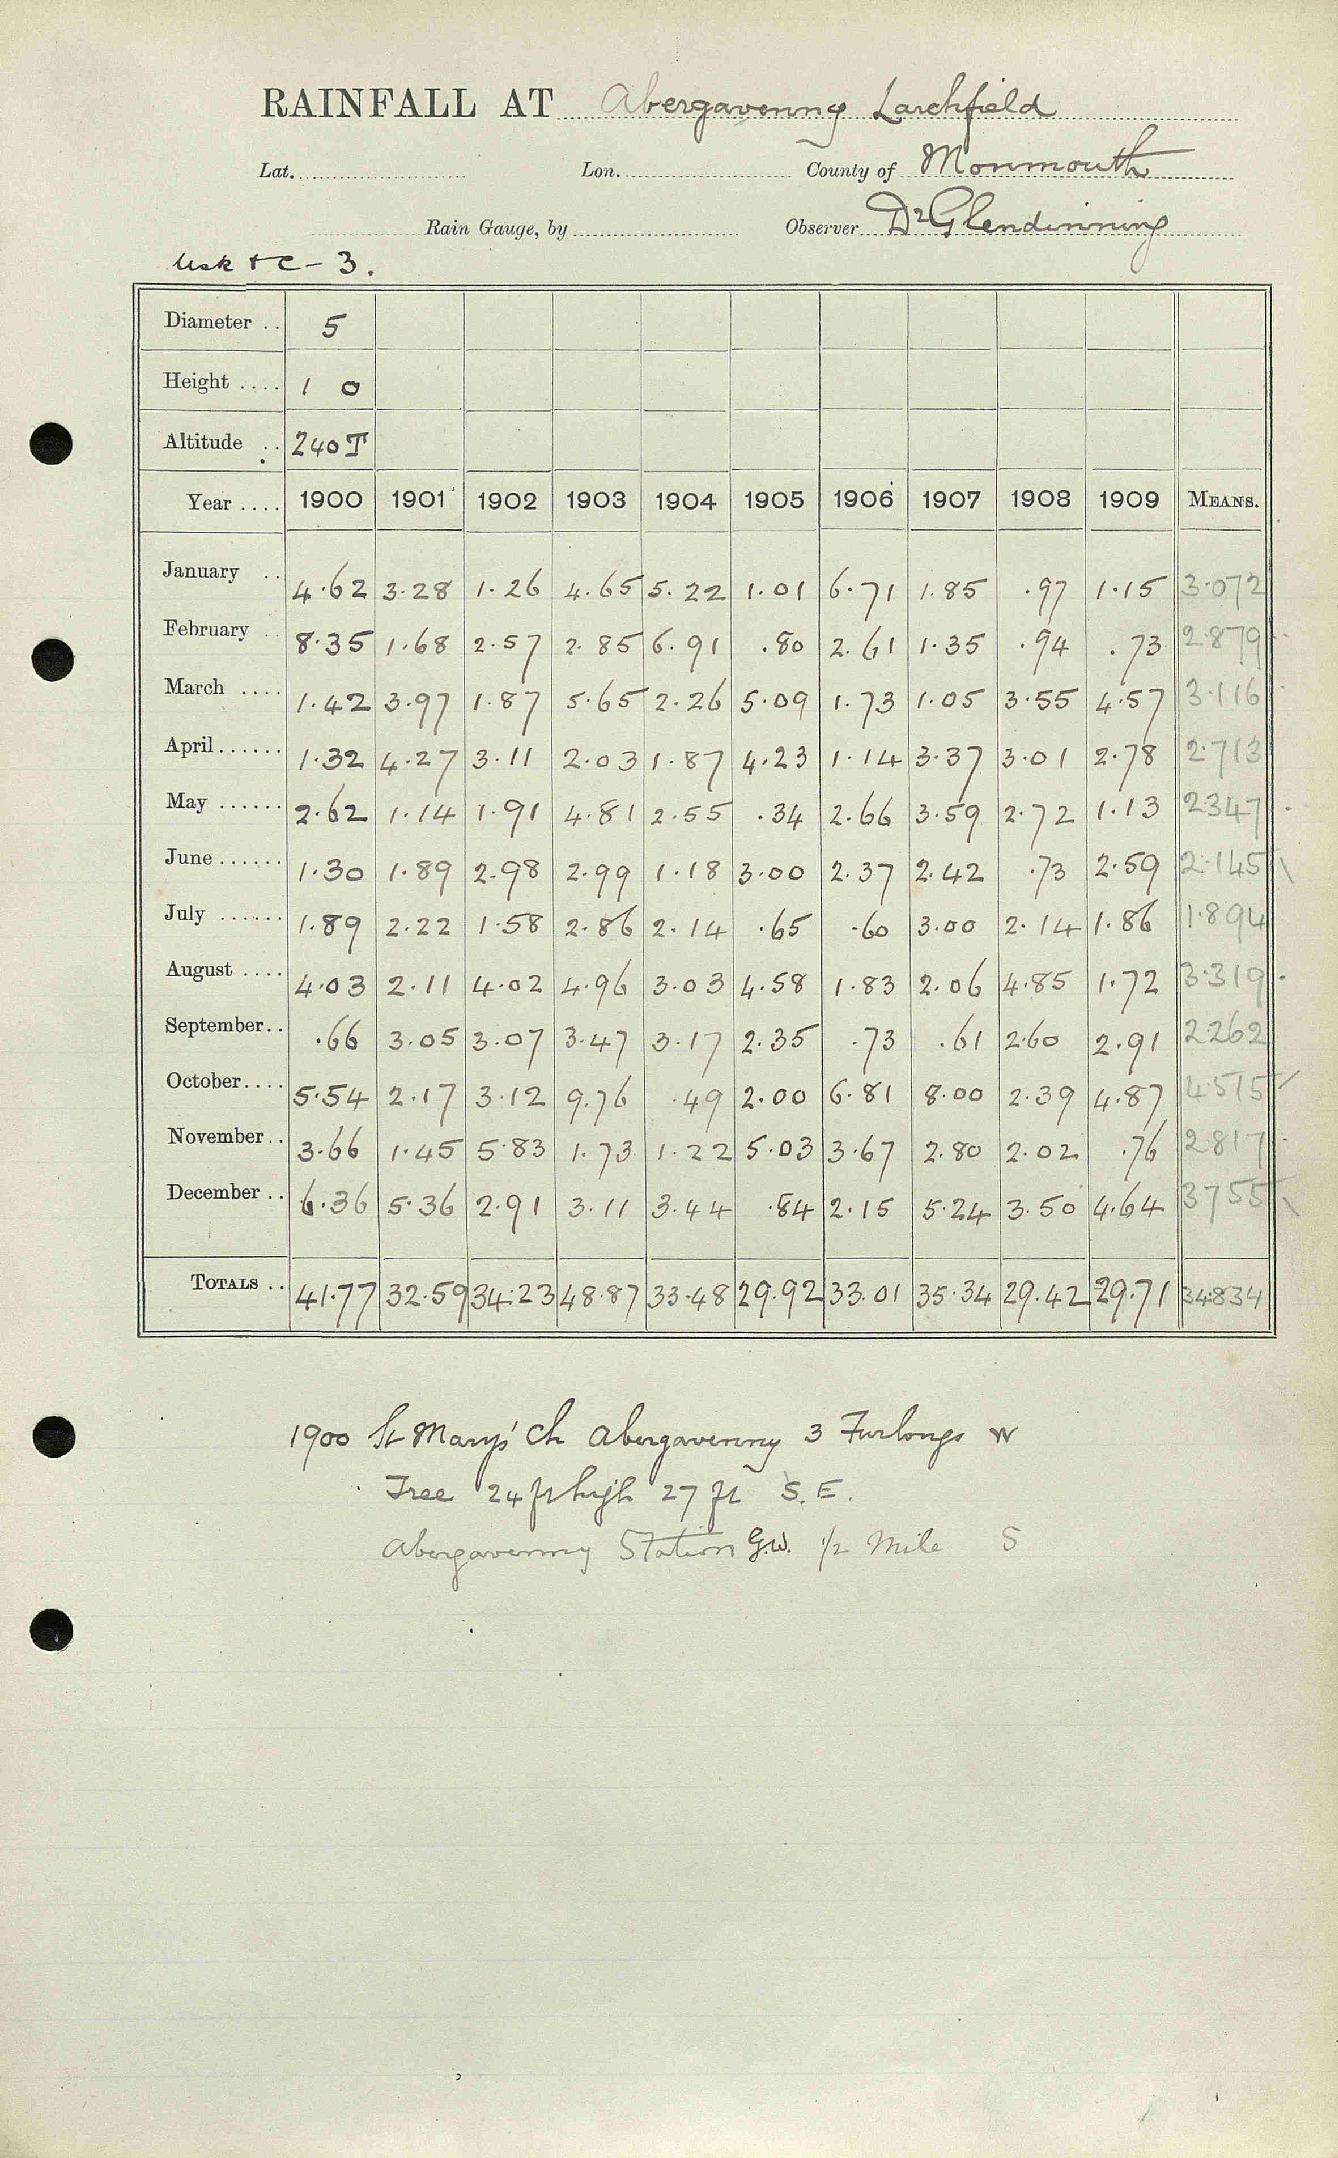 RAINFALL AT Abergavenny Larchfield
Lat. Lon. County of Monmouth
Rain Gauge, by Observer Dr Glendinning
Usk + C - 3.
Diameter .. 5
Height .... 1 0
Altitude .. 240 T
Year .... 1900 1901 1902 1903 1904 1905 1906 1907 1908 1909 MEANS.
January .. 4.62 3.28 1.26 4.65 5.22 1.01 6.71 1.85 .97 1.15 3.072
February .. 8.35 1.68 2.57 2.85 6.91 .80 2.61 1.35 .94 .73 2.879
March .... 1.42 3.97 1.87 5.65 2.26 5.09 1.73 1.05 3.55 4.57 3.116
April ...... 1.32 4.27 3.11 2.03 1.87 4.23 1.14 3.37 3.01 2.78 2.713
May ...... 2.62 1.14 1.91 4.81 2.55 .34 2.66 3.59 2.72 1.13 2347
June ...... 1.30 1.89 2.98 2.99 1.18 3.00 2.37 2.42 .73 2.59 2.145
July ...... 1.89 2.22 1.58 2.86 2.14 .65 .60 3.00 2.14 1.86 1.894
August .... 4.03 2.11 4.02 4.96 3.03 4.58 1.83 2.06 4.85 1.72 3.319
September .. .66 3.05 3.07 3.47 3.17 2.35 .73 .61 2.60 2.91 2262
October .... 5.54 2.17 3.12 9.76 .49 2.00 6.81 8.00 2.39 4.87 4.515
November .. 3.66 1.45 5.83 1.73 1.22 5.03 3.67 2.80 2.02 .76 2.817
December .. 6.36 5.36 2.91 3.11 3.44 .84 2.15 5.24 3.50 4.64 3755
TOTALS .. 41.77 32.59 34.23 48.87 33.48 29.92 33.01 35.34 29.42 29.71 34834
1900 St Mary's Ch Abergavenny 3 Furlongs W
Tree 24 ft high 27 ft S.E.
Abergavenny Station G.W. 1/2 Mile S